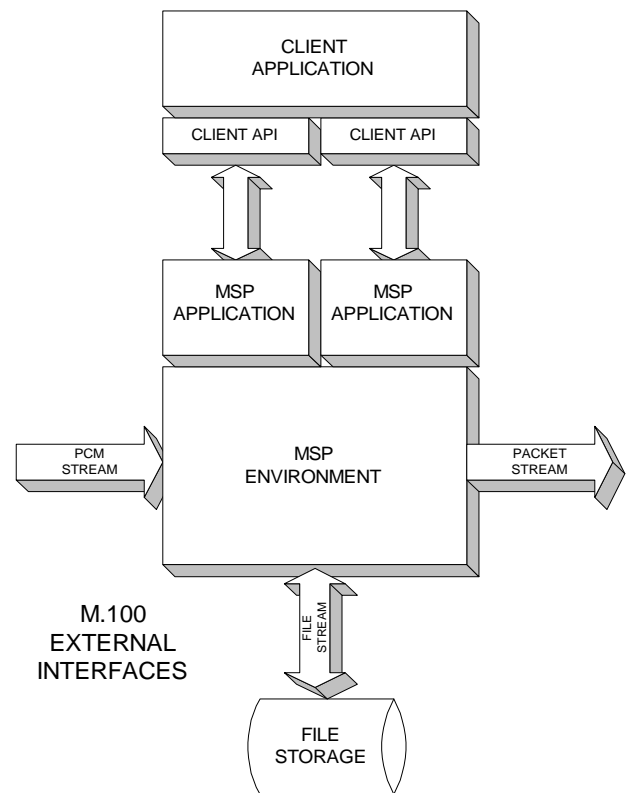 CLIENT
APPLICATION
CLIENT API
CLIENT API
MSP
APPLICATION
MSP
APPLICATION
PCM
STREAM
MSP
ENVIRONMENT
PACKET
STREAM
FILE
STREAM
M.100
EXTERNAL
INTERFACES
FILE
STORAGE